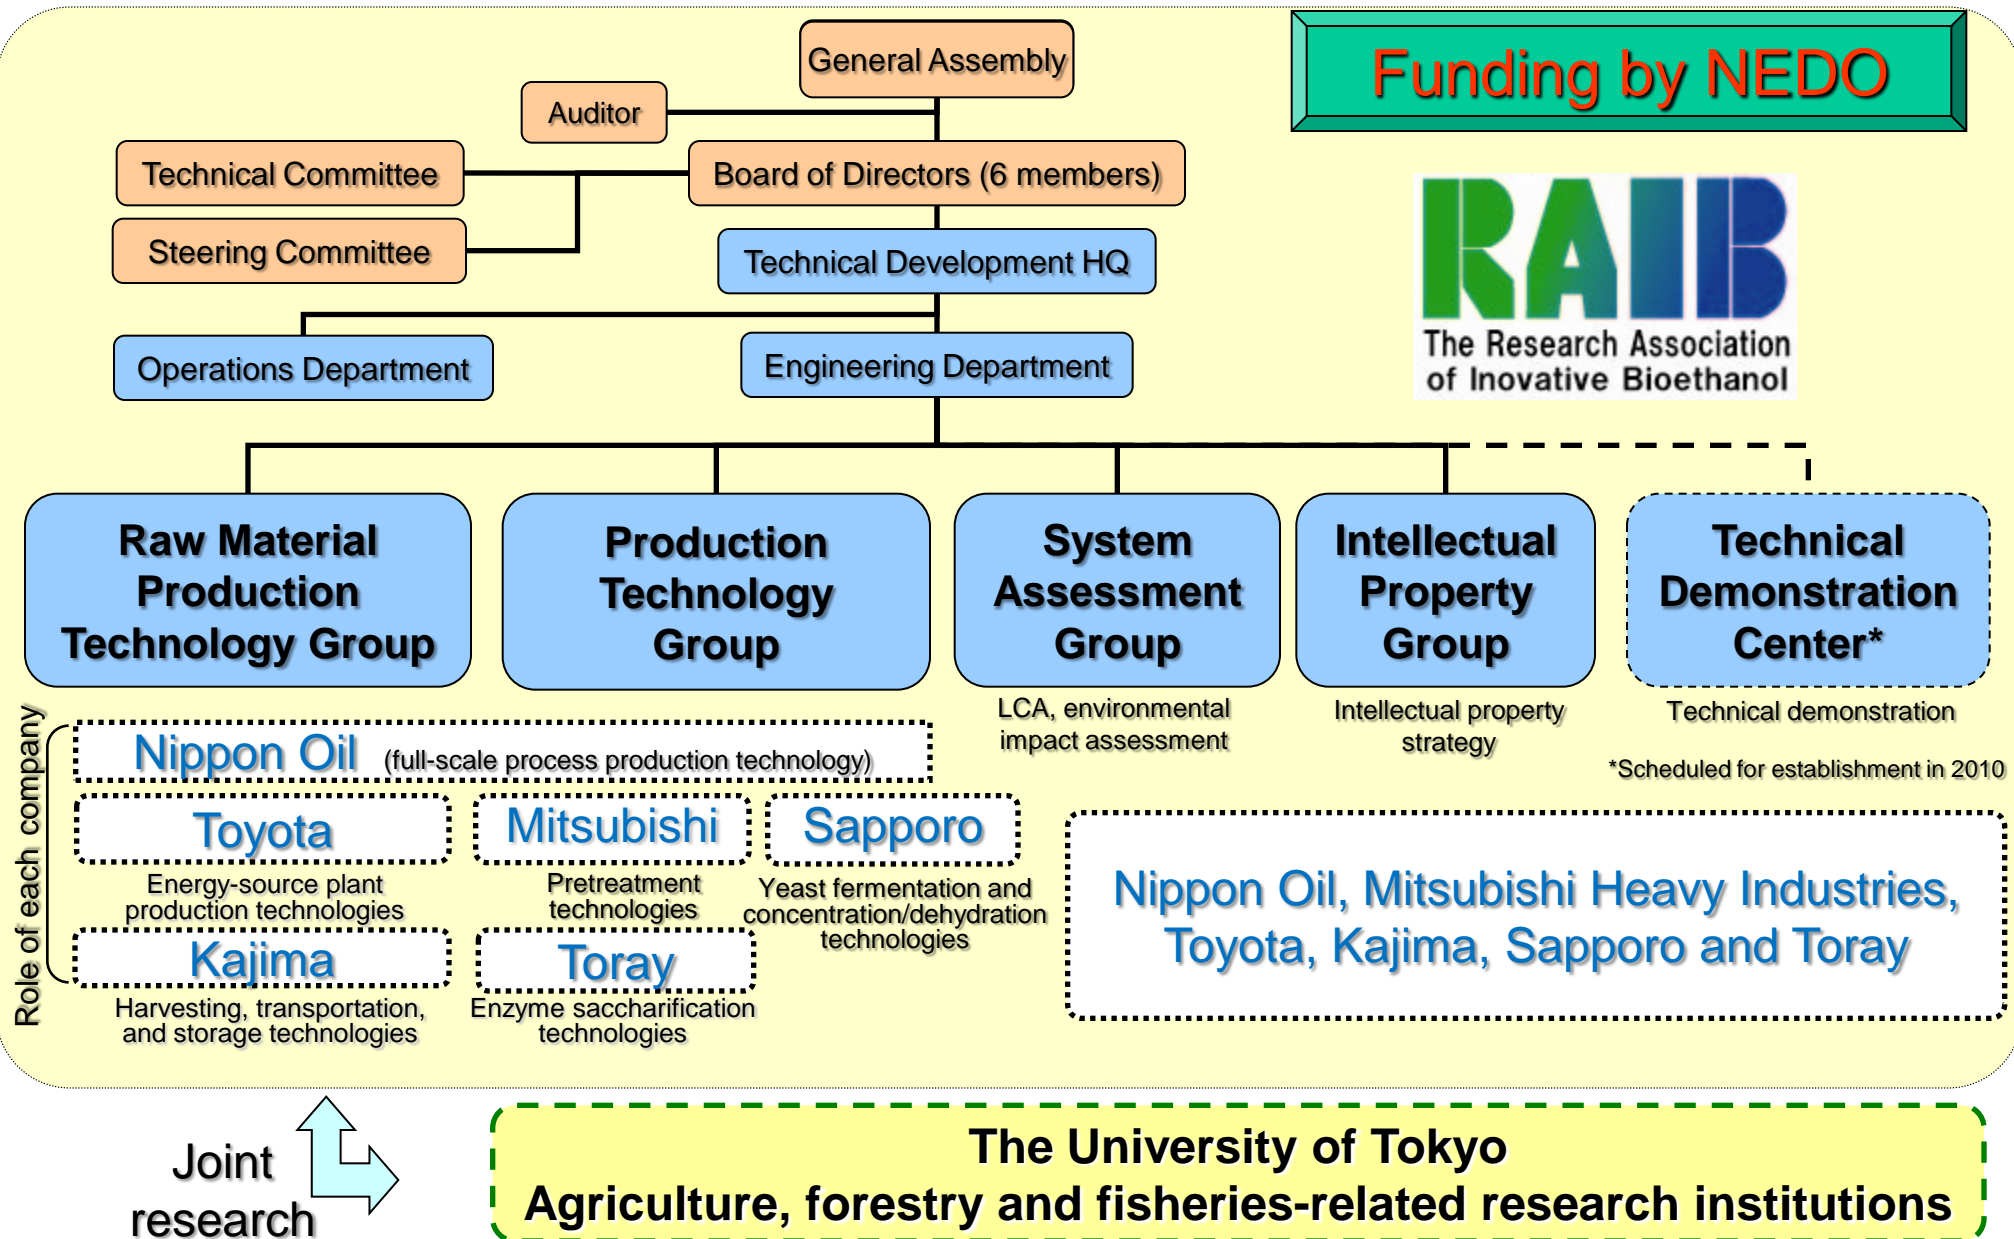 General Assembly
Funding by NEDO
Auditor
Technical Committee
Board of Directors (6 members)
Steering Committee
Technical Development HQ
RAIB
The Research Association
of Inovative Bioethanol
Operations Department
Engineering Department
Raw Material
Production
Technology Group
Production
Technology
Group
System
Assessment
Group
Intellectual
Property
Group
Technical
Demonstration
Center*
LCA, environmental
impact assessment
Intellectual property
strategy
Technical demonstration
*Scheduled for establishment in 2010
Role of each company
Nippon Oil (full-scale process production technology)
Toyota
Energy-source plant
production technologies
Mitsubishi
Pretreatment
technologies
Sapporo
Yeast fermentation and
concentration/dehydration
technologies
Kajima
Harvesting, transportation,
and storage technologies
Toray
Enzyme saccharification
technologies
Nippon Oil, Mitsubishi Heavy Industries,
Toyota, Kajima, Sapporo and Toray
Joint
research
The University of Tokyo
Agriculture, forestry and fisheries-related research institutions